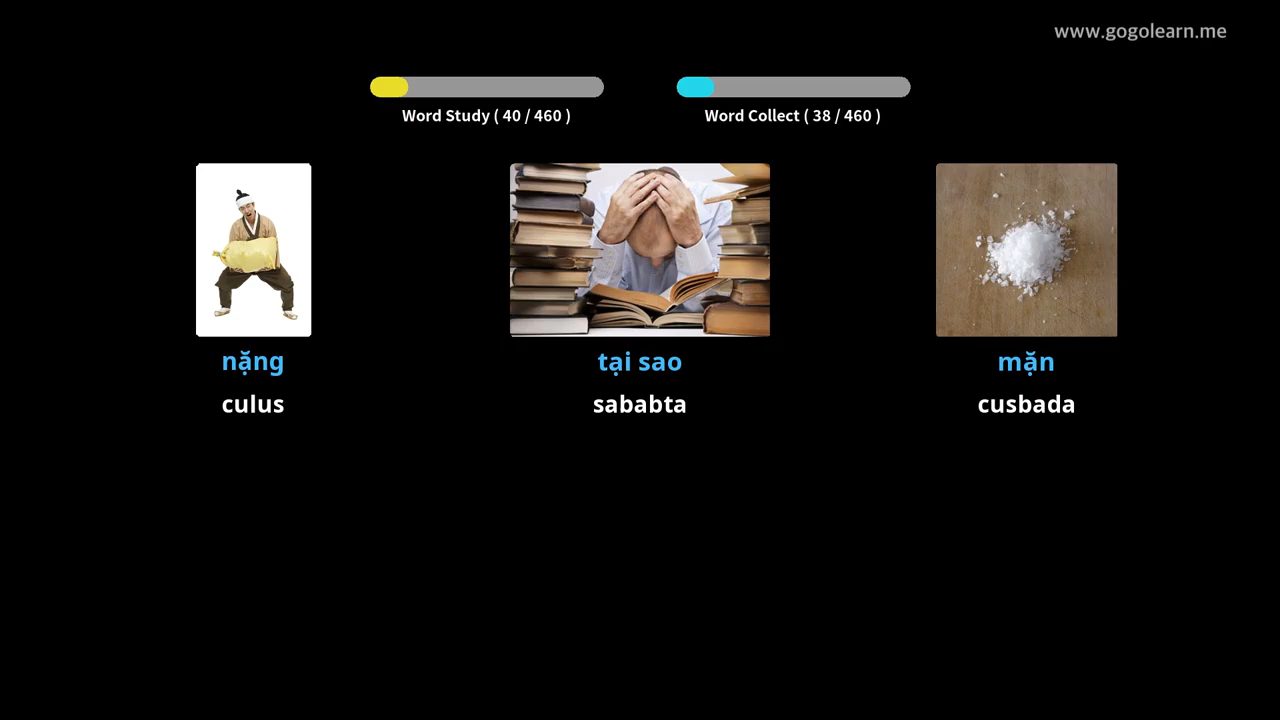 www.gogolearn.me
Word Study ( 40 / 460 )
Word Collect ( 38 / 460 )
nặng
culus
tại sao
sababta
mặn
cusbada